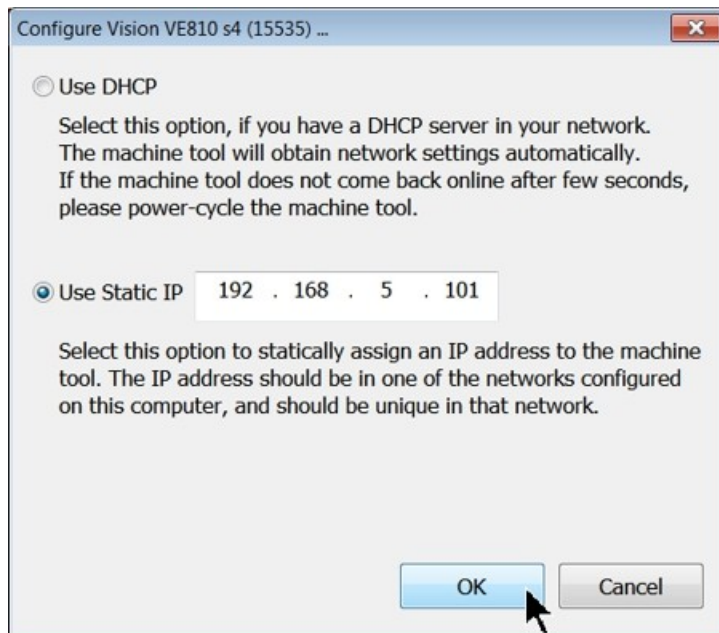 Configure Vision VE810 s4 (15535) ...
Use DHCP
Select this option, if you have a DHCP server in your network.
The machine tool will obtain network settings automatically.
If the machine tool does not come back online after few seconds,
please power-cycle the machine tool.
Use Static IP 192 . 168 . 5 . 101
Select this option to statically assign an IP address to the machine
tool. The IP address should be in one of the networks configured
on this computer, and should be unique in that network.
OK Cancel